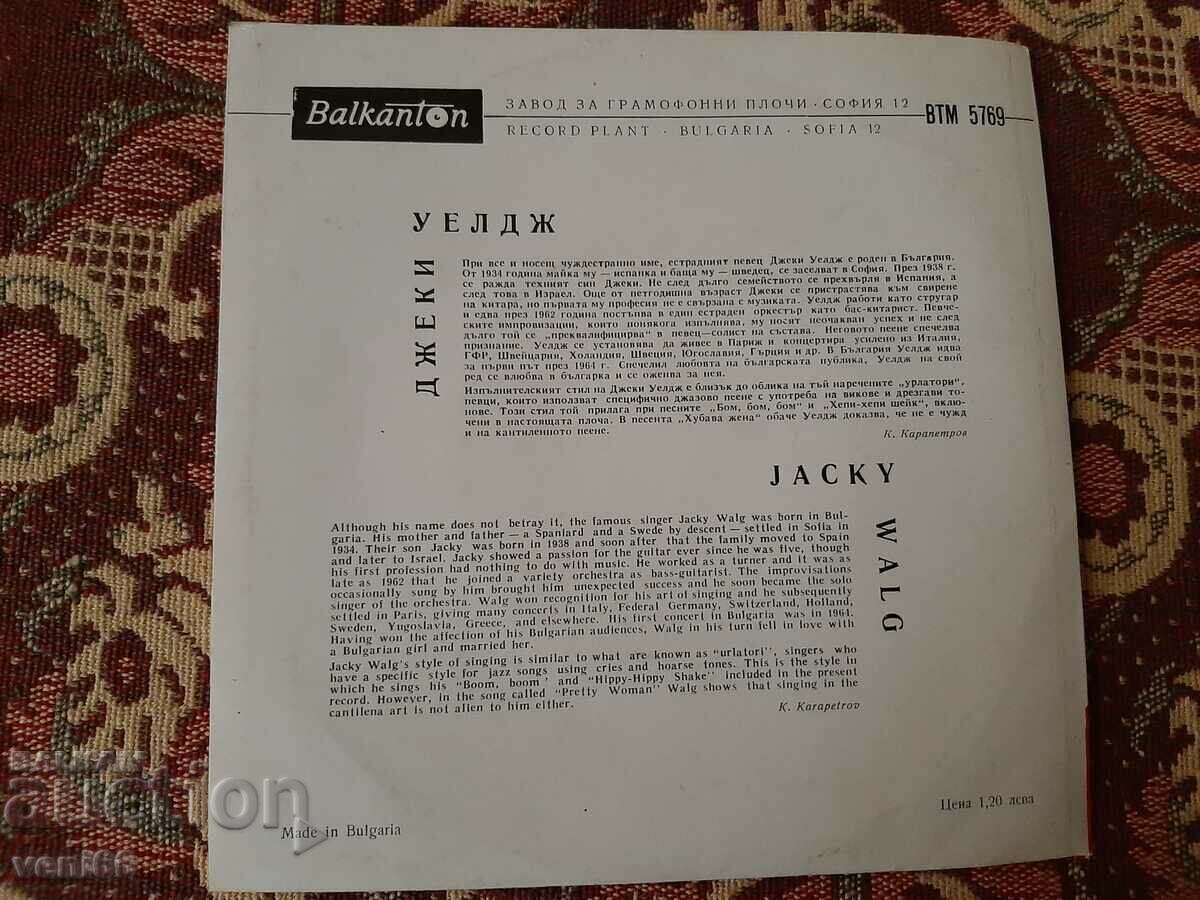 Balkanton
ЗАВОД ЗА ГРАМОФОННИ ПЛОЧИ · СОФИЯ 12
RECORD PLANT · BULGARIA · SOFIA 12
ВТМ 5769
УЕЛДЖ
ДЖЕКИ
При все и носещ чуждестранно име, естрадният певец Джеки Уелдж е роден в България.
От 1934 година майка му — испанка и баща му — шведец, се заселват в София. През 1938 г.
се ражда техният син Джеки. Не след дълго семейството се прехвърля в Испания, а
след това в Израел. Още от петгодишна възраст Джеки се пристрастява към свирене
на китара, но първата му професия не е свързана с музиката. Уелдж работи като стругар
и едва през 1962 година постъпва в един естраден оркестър като бас-китарист. Певче-
ските импровизации, които понякога изпълнява, му носят неочакван успех и не след
дълго той се „преквалифицирва“ в певец—солист на състава. Неговото пеене спечелва
признание. Уелдж се установява да живее в Париж и концертира усилено из Италия,
ГФР, Швейцария, Холандия, Швеция, Югославия, Гърция и др. В България Уелдж идва
за първи път през 1964 г. Спечелил любовта на българската публика, Уелдж на свой
ред се влюбва в българка и се оженва за нея.
Изпълнителският стил на Джеки Уелдж е близък до облика на тъй наречените „урлатори“,
певци, които използват специфично джазово пеене с употреба на викове и дрезгави то-
нове. Този стил той прилага при песните „Бом, бом, бом“ и „Хепи-хепи шейк“, вклю-
чени в настоящата плоча. В песента „Хубава жена“ обаче Уелдж доказва, че не е чужд
и на кантиленното пеене.
К. Карапетров
JACKY
WALG
Although his name does not betray it, the famous singer Jacky Walg was born in Bul-
garia. His mother and father — a Spaniard and a Swede by descent — settled in Sofia in
1934. Their son Jacky was born in 1938 and soon after that the family moved to Spain
and later to Israel. Jacky showed a passion for the guitar ever since he was five, though
his first profession had nothing to do with music. He worked as a turner and it was as
late as 1962 that he joined a variety orchestra as bass-guitarist. The improvisations
occasionally sung by him brought him unexpected success and he soon became the solo
singer of the orchestra. Walg won recognition for his art of singing and he subsequently
settled in Paris, giving many concerts in Italy, Federal Germany, Switzerland, Holland,
Sweden, Yugoslavia, Greece, and elsewhere. His first concert in Bulgaria was in 1964.
Having won the affection of his Bulgarian audiences, Walg in his turn fell in love with
a Bulgarian girl and married her.
Jacky Walg's style of singing is similar to what are known as "urlatori", singers who
have a specific style for jazz songs using cries and hoarse tones. This is the style in
which he sings his "Boom, boom' and "Hippy-Hippy Shake" included in the present
record. However, in the song called "Pretty Woman" Walg shows that singing in the
cantilena art is not alien to him either.
K. Karapetrov
Цена 1,20 лева
Made in Bulgaria
auction
veni66